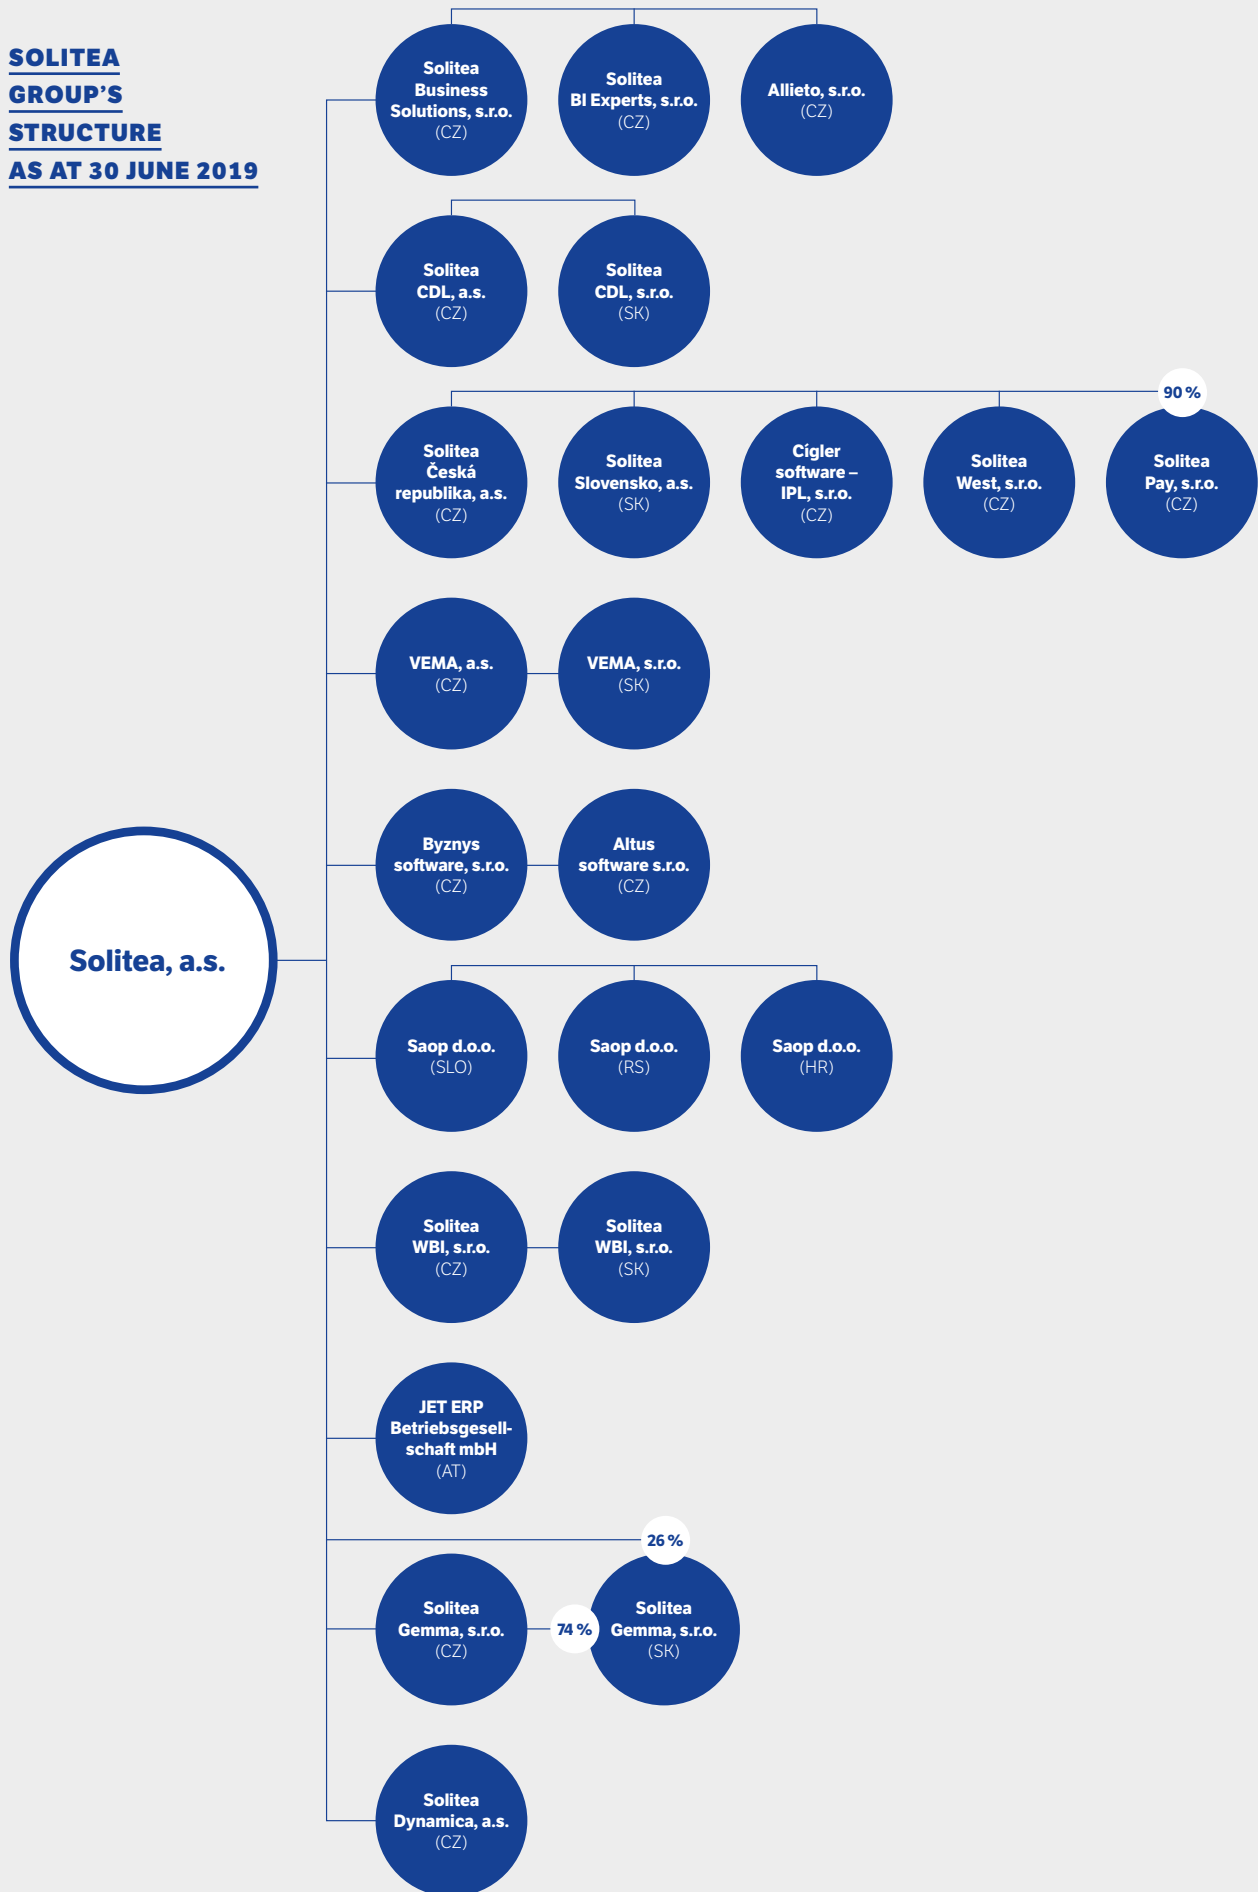 SOLITEA
GROUP'S
STRUCTURE
AS AT 30 JUNE 2019
Solitea
Business
Solutions, s.r.o.
(CZ)
Solitea
BI Experts, s.r.o.
(CZ)
Allieto, s.r.o.
(CZ)
Solitea
CDL, a.s.
(CZ)
Solitea
CDL, s.r.o.
(SK)
90 %
Solitea
Česká
republika, a.s.
(CZ)
Solitea
Slovensko, a.s.
(SK)
Cígler
software –
IPL, s.r.o.
(CZ)
Solitea
West, s.r.o.
(CZ)
Solitea
Pay, s.r.o.
(CZ)
VEMA, a.s.
(CZ)
VEMA, s.r.o.
(SK)
Byznys
software, s.r.o.
(CZ)
Altus
software s.r.o.
(CZ)
Solitea, a.s.
Saop d.o.o.
(SLO)
Saop d.o.o.
(RS)
Saop d.o.o.
(HR)
Solitea
WBI, s.r.o.
(CZ)
Solitea
WBI, s.r.o.
(SK)
JET ERP
Betriebsgesell-
schaft mbH
(AT)
26 %
Solitea
Gemma, s.r.o.
(CZ)
74 %
Solitea
Gemma, s.r.o.
(SK)
Solitea
Dynamica, a.s.
(CZ)